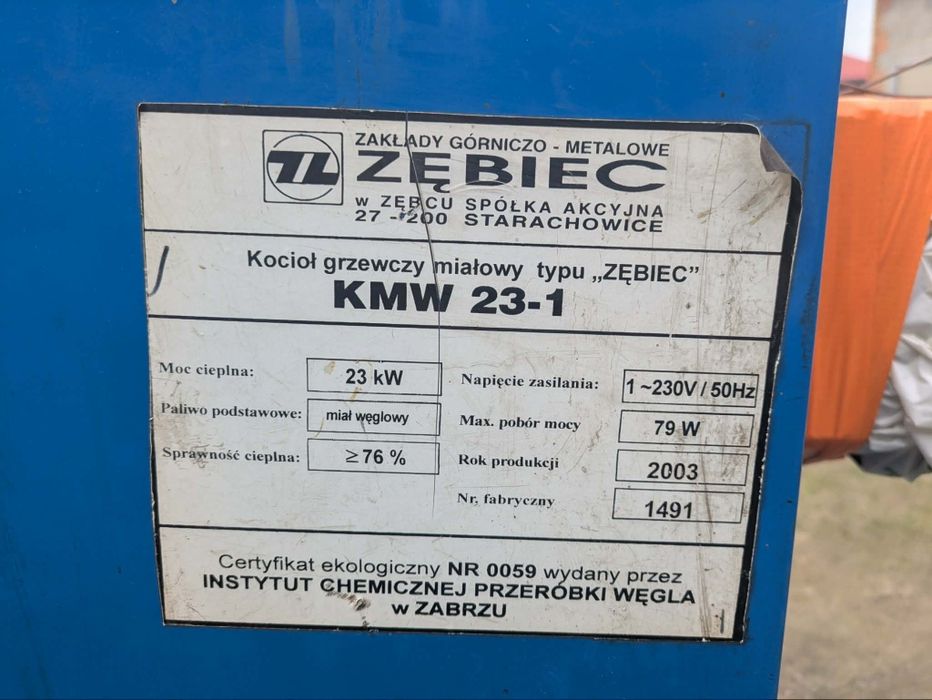 ZAKŁADY GÓRNICZO - METALOWE
ZĘBIEC
w ZĘBCU SPÓŁKA AKCYJNA
27 - 200 STARACHOWICE
Kocioł grzewczy miałowy typu „ZĘBIEC”
KMW 23-1
Moc cieplna: 23 kW
Paliwo podstawowe: miał węglowy
Sprawność cieplna: ≥ 76 %
Napięcie zasilania: 1 ~230V / 50Hz
Max. pobór mocy 79 W
Rok produkcji 2003
Nr. fabryczny 1491
Certyfikat ekologiczny NR 0059 wydany przez
INSTYTUT CHEMICZNEJ PRZERÓBKI WĘGLA
w ZABRZU